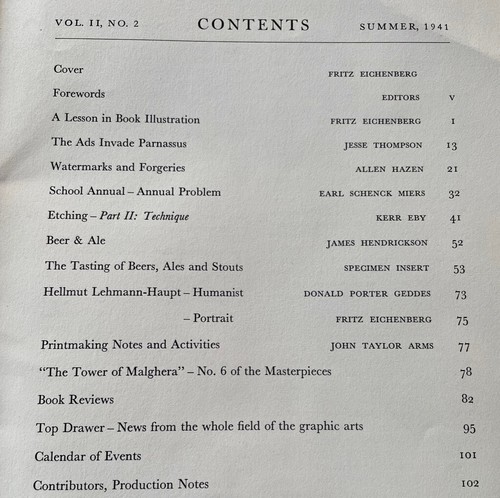 VOL. II, NO. 2 CONTENTS SUMMER, 1941
Cover FRITZ EICHENBERG
Forewords EDITORS v
A Lesson in Book Illustration FRITZ EICHENBERG 1
The Ads Invade Parnassus JESSE THOMPSON 13
Watermarks and Forgeries ALLEN HAZEN 21
School Annual – Annual Problem EARL SCHENCK MIERS 32
Etching – Part II: Technique KERR EBY 41
Beer & Ale JAMES HENDRICKSON 52
The Tasting of Beers, Ales and Stouts SPECIMEN INSERT 53
Hellmut Lehmann-Haupt – Humanist DONALD PORTER GEDDES 73
– Portrait FRITZ EICHENBERG 75
Printmaking Notes and Activities JOHN TAYLOR ARMS 77
“The Tower of Malghera” – No. 6 of the Masterpieces 78
Book Reviews 82
Top Drawer – News from the whole field of the graphic arts 95
Calendar of Events 101
Contributors, Production Notes 102